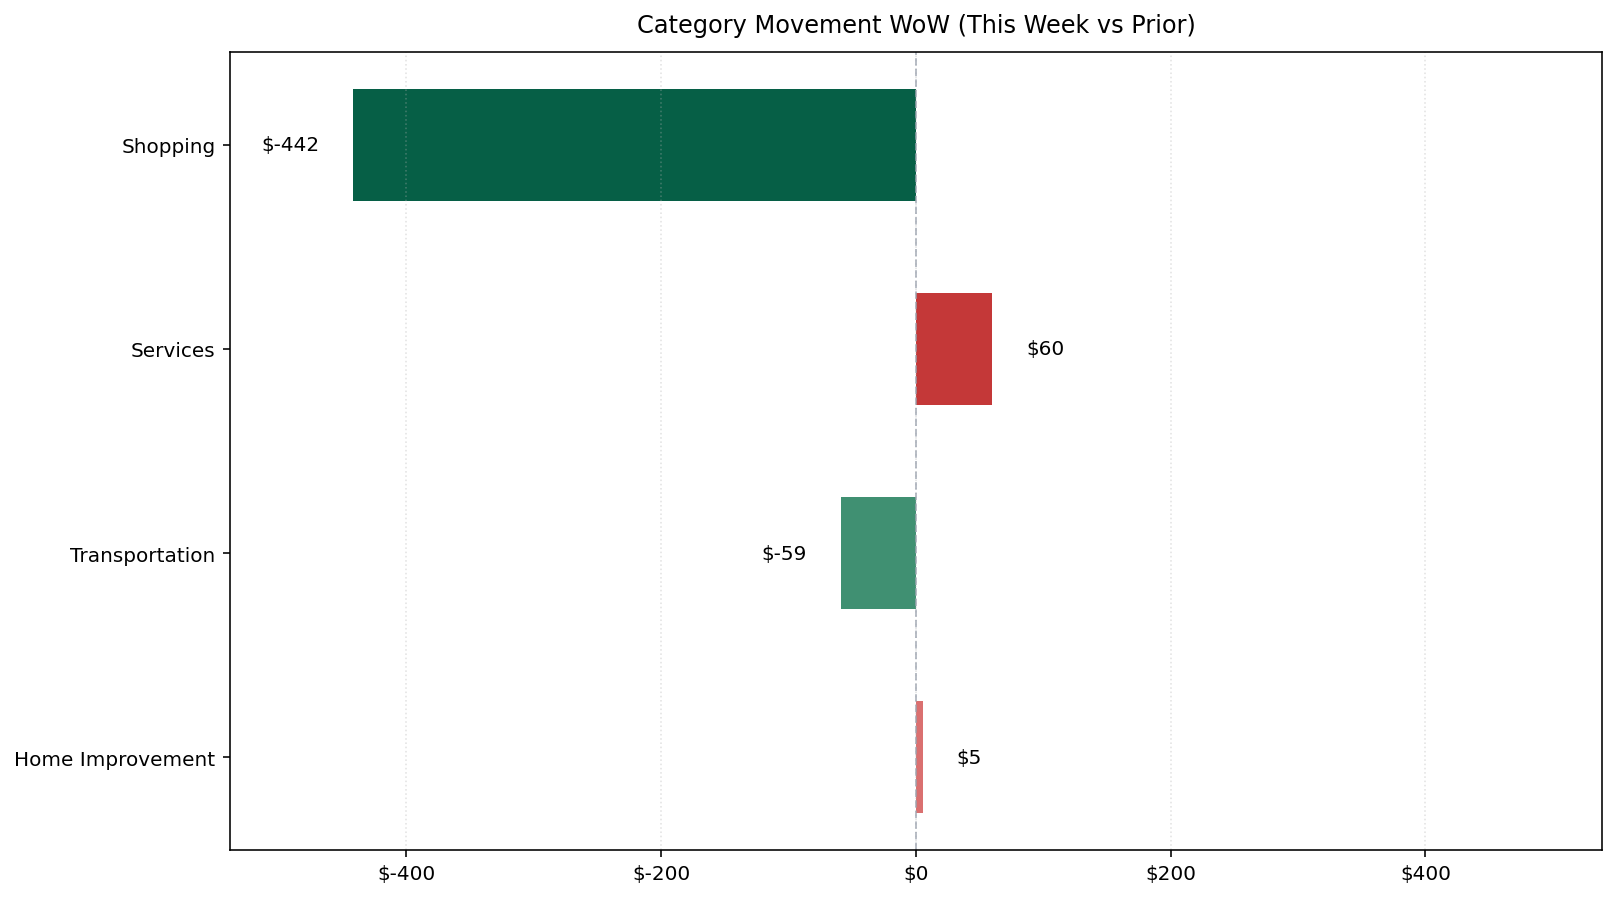 Category Movement WoW (This Week vs Prior)
Shopping
$-442
Services
$60
Transportation
$-59
Home Improvement
$5
$-400
$-200
$0
$200
$400